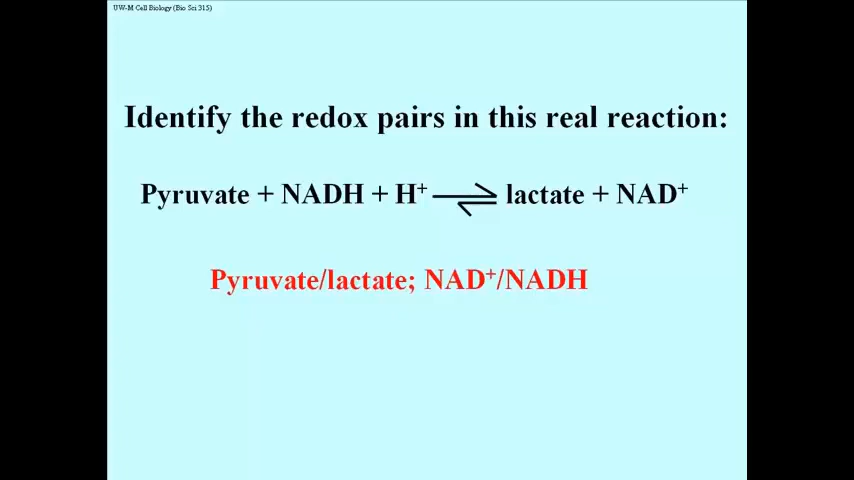 UW-M Cell Biology (Bio Sci 315)
Identify the redox pairs in this real reaction:
Pyruvate + NADH + H⁺ ⇌ lactate + NAD⁺
Pyruvate/lactate; NAD⁺/NADH